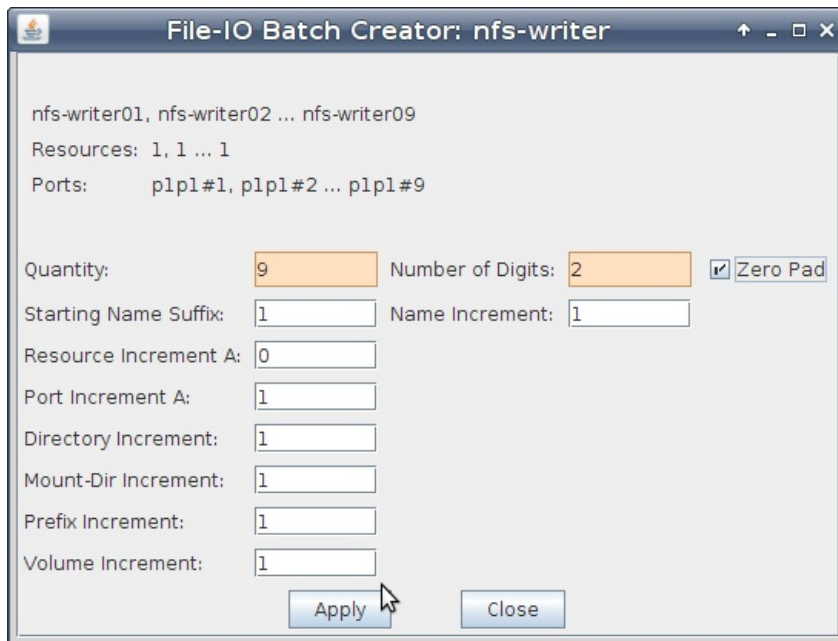 File-IO Batch Creator: nfs-writer
nfs-writer01, nfs-writer02 ... nfs-writer09
Resources: 1, 1 ... 1
Ports: p1p1#1, p1p1#2 ... p1p1#9
Quantity: 9 Number of Digits: 2 Zero Pad
Starting Name Suffix: 1 Name Increment: 1
Resource Increment A: 0
Port Increment A: 1
Directory Increment: 1
Mount-Dir Increment: 1
Prefix Increment: 1
Volume Increment: 1
Apply Close